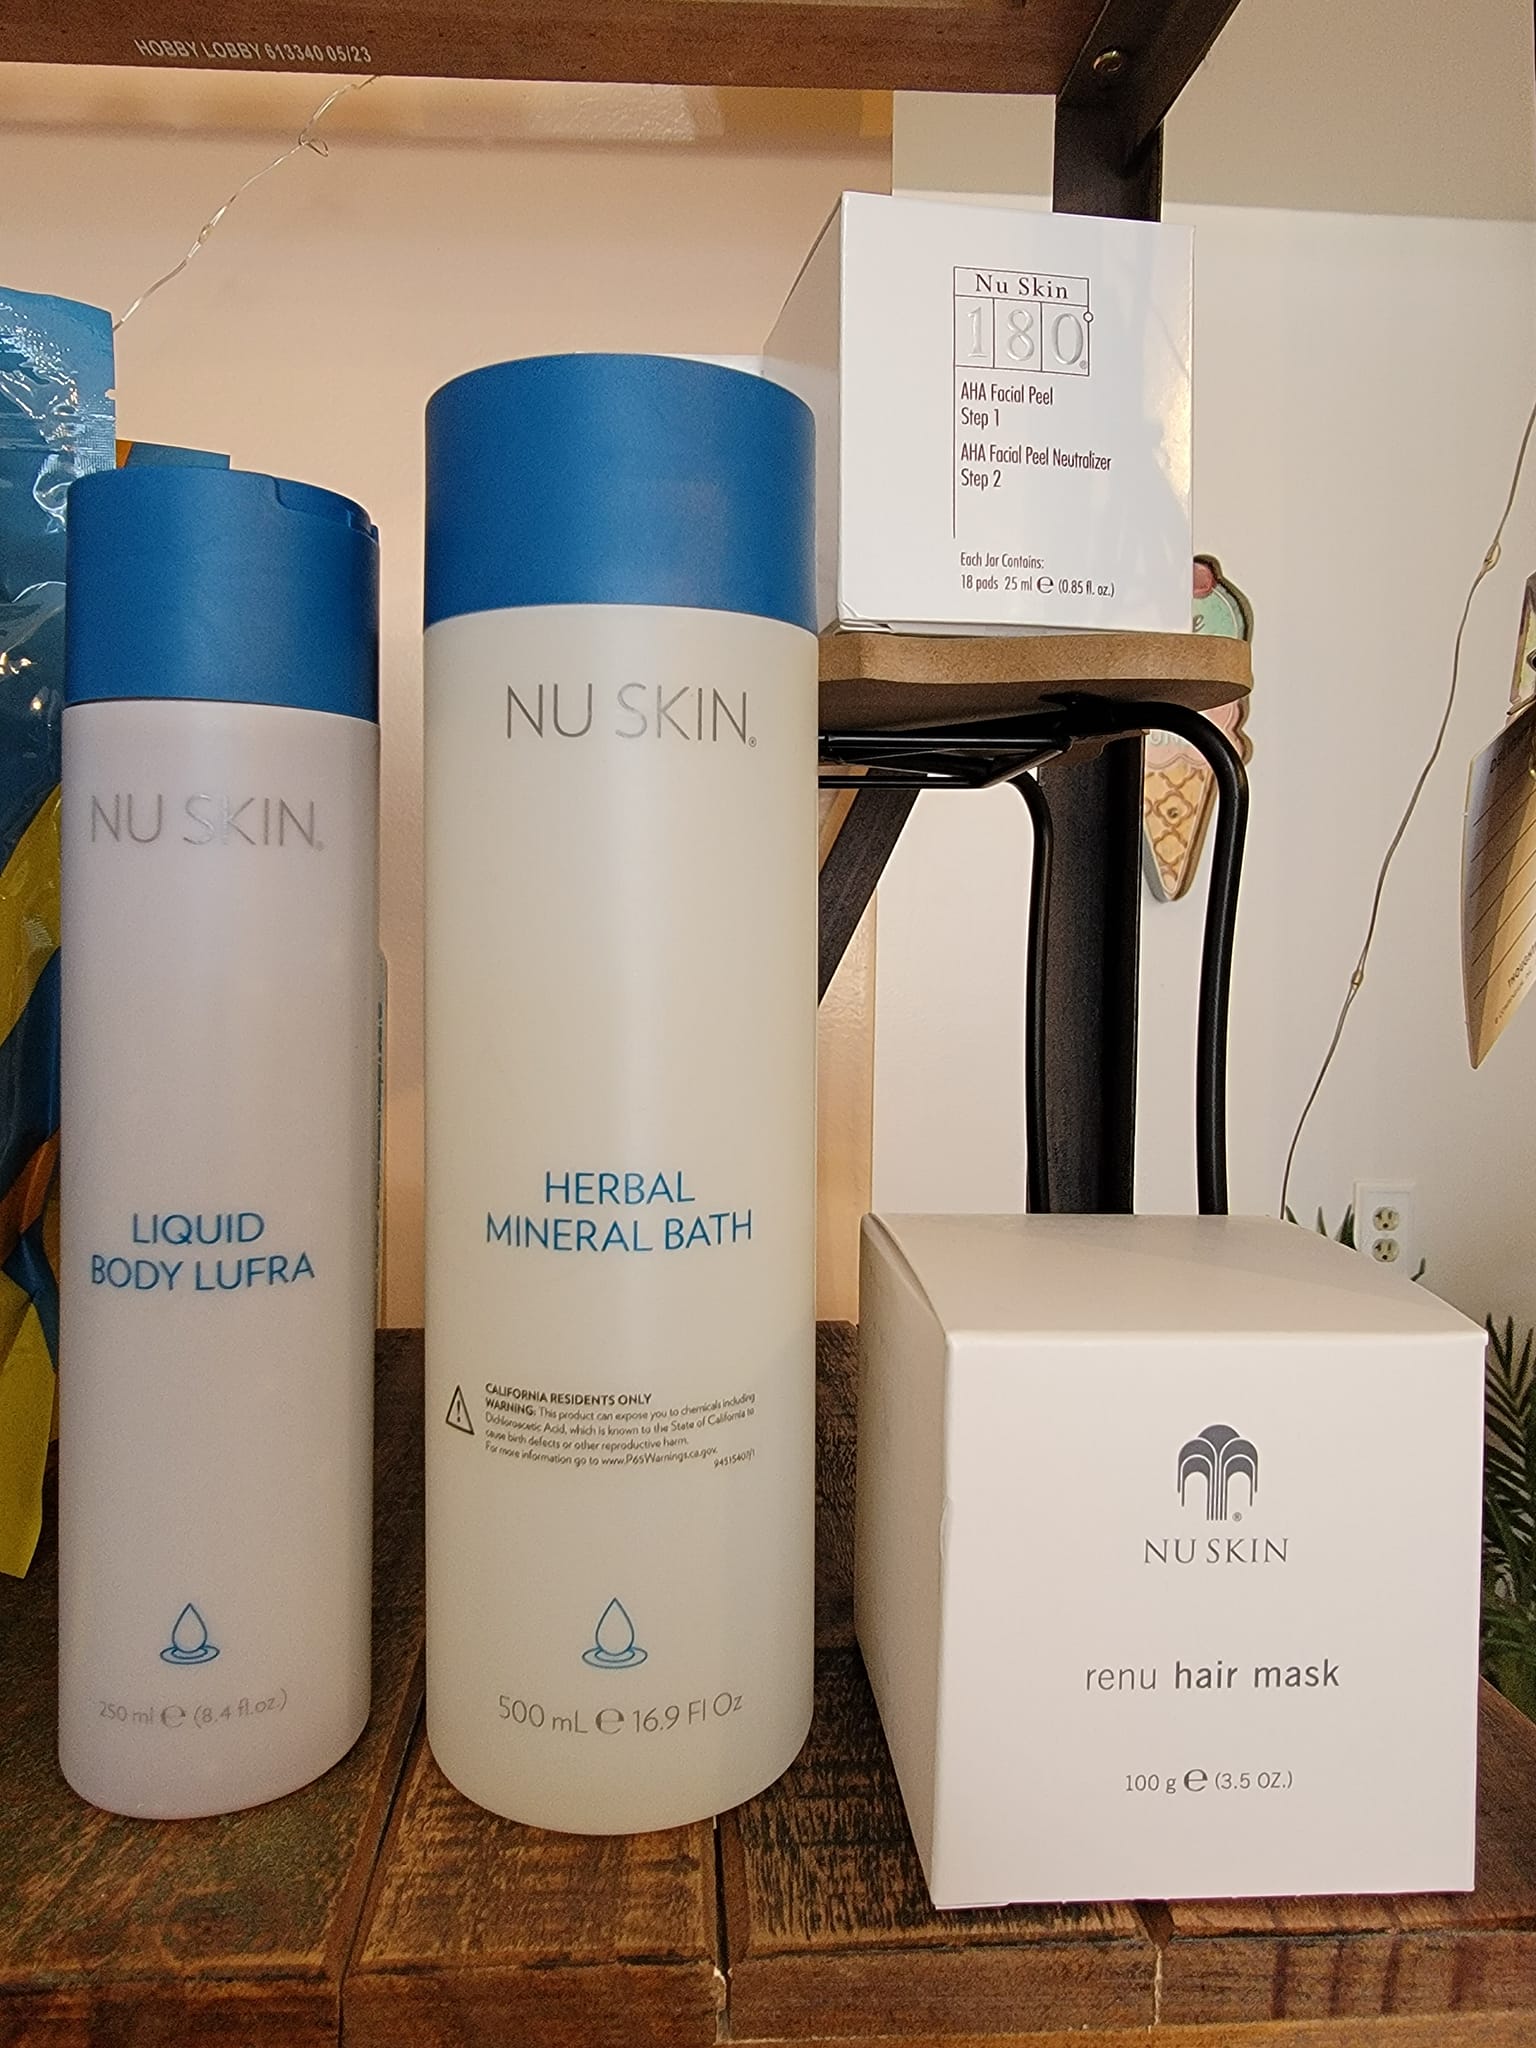 HOBBY LOBBY 613340 05/23
Nu Skin
180°®
AHA Facial Peel
Step 1
AHA Facial Peel Neutralizer
Step 2
Each Jar Contains:
18 pads 25 ml ℮ (0.85 fl. oz.)
NU SKIN®
LIQUID
BODY LUFRA
250 ml ℮ (8.4 fl.oz.)
NU SKIN®
HERBAL
MINERAL BATH
CALIFORNIA RESIDENTS ONLY
WARNING: This product can expose you to chemicals including
Dichloroacetic Acid, which is known to the State of California to
cause birth defects or other reproductive harm.
For more information go to www.P65Warnings.ca.gov.
94515407/1
500 mL ℮ 16.9 Fl Oz
®
NU SKIN
renu hair mask
100 g ℮ (3.5 OZ.)